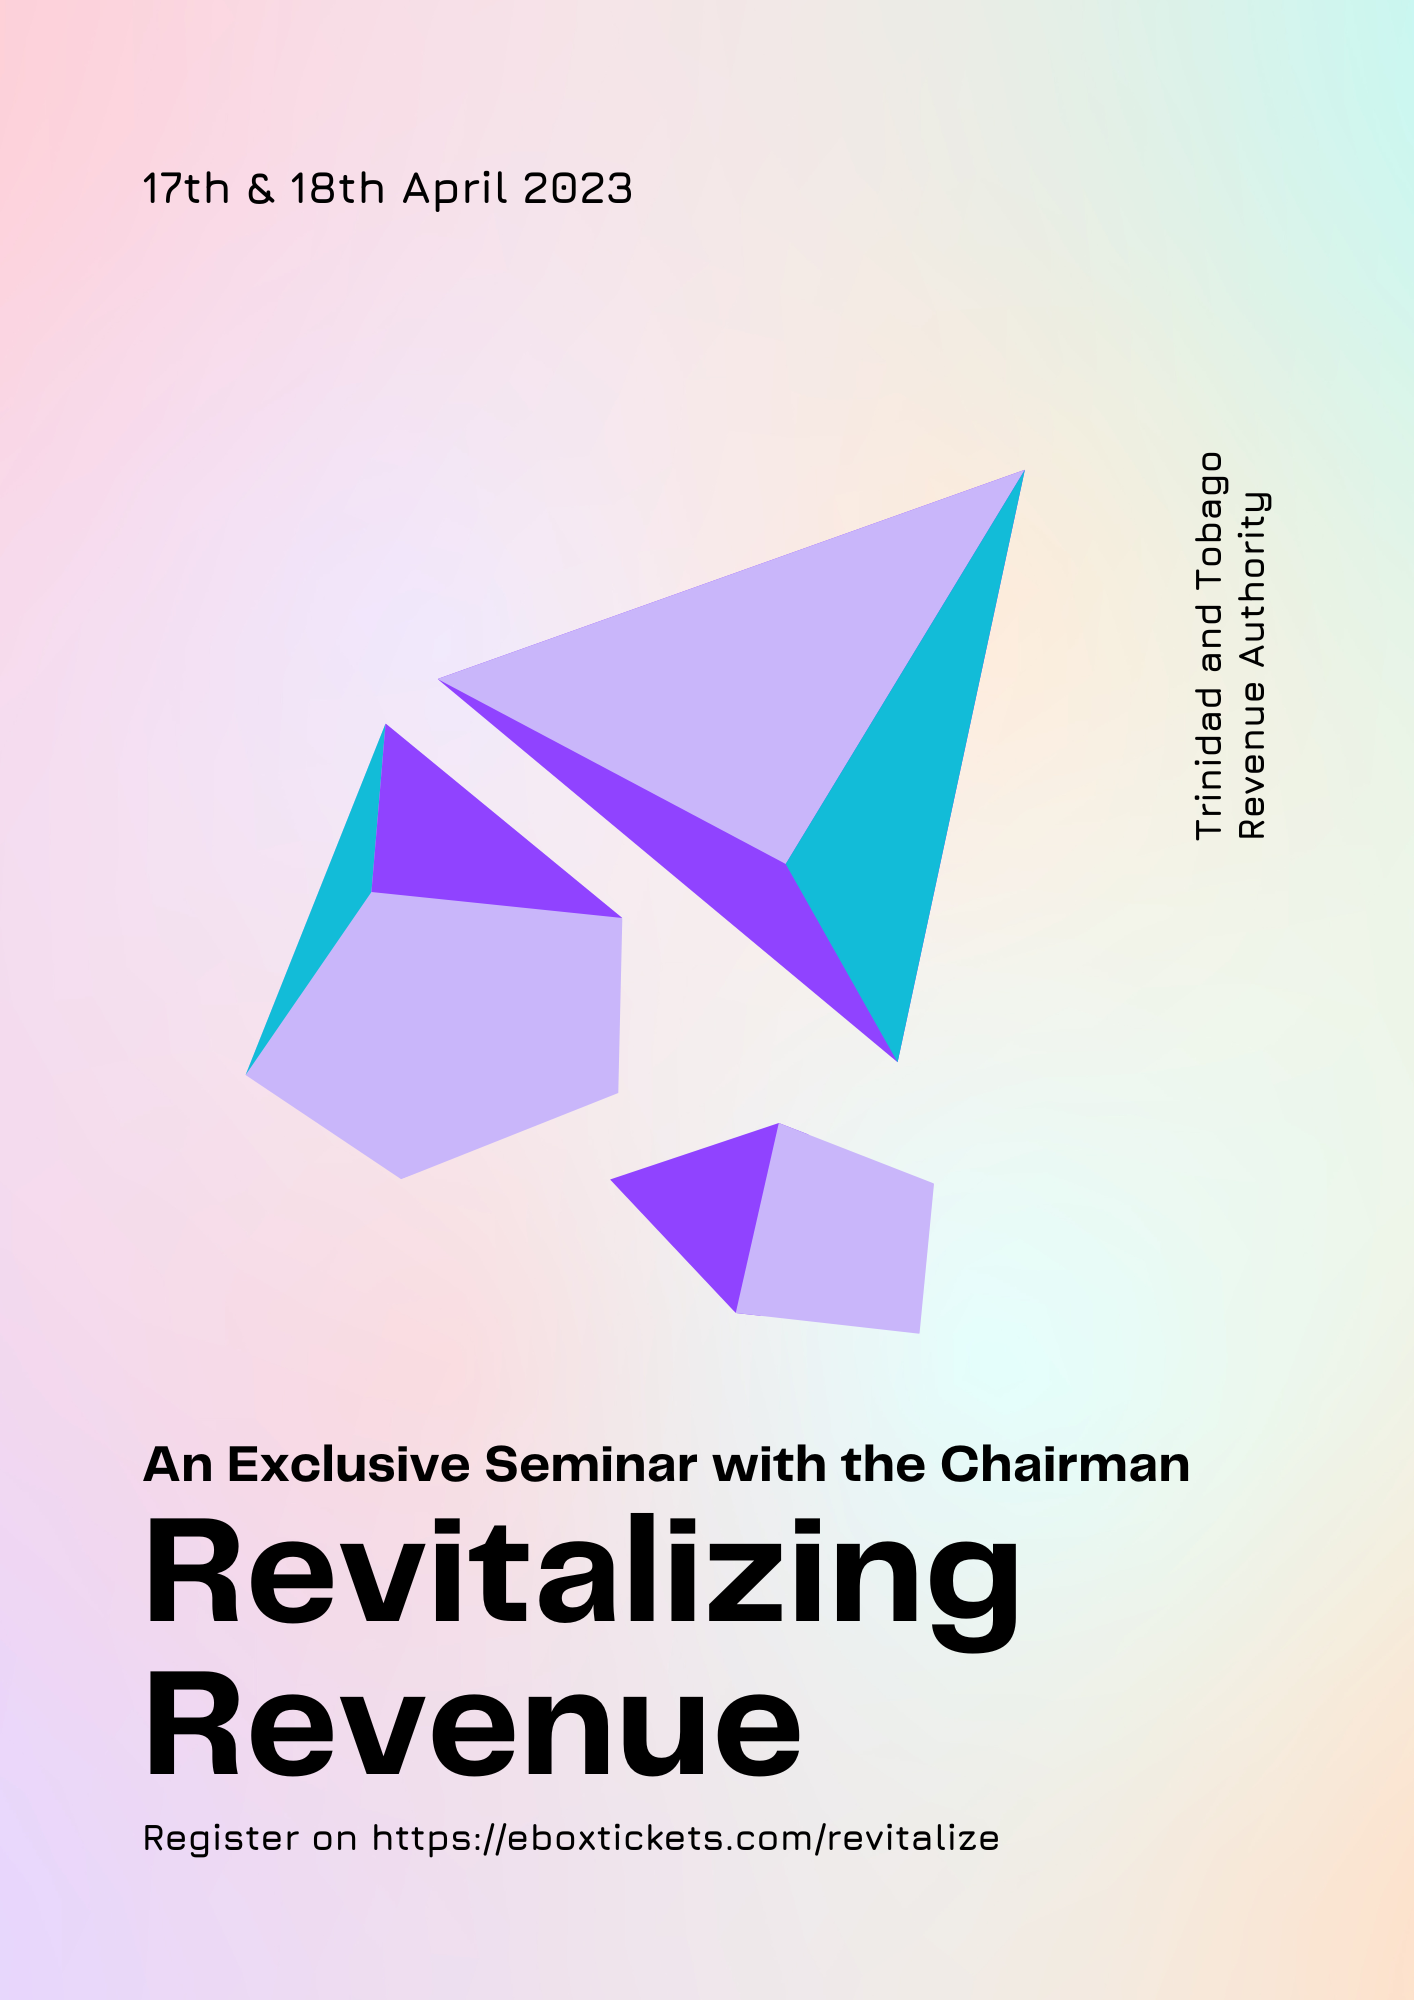 17th & 18th April 2023
Trinidad and Tobago
Revenue Authority
An Exclusive Seminar with the Chairman
Revitalizing
Revenue
Register on https://eboxtickets.com/revitalize